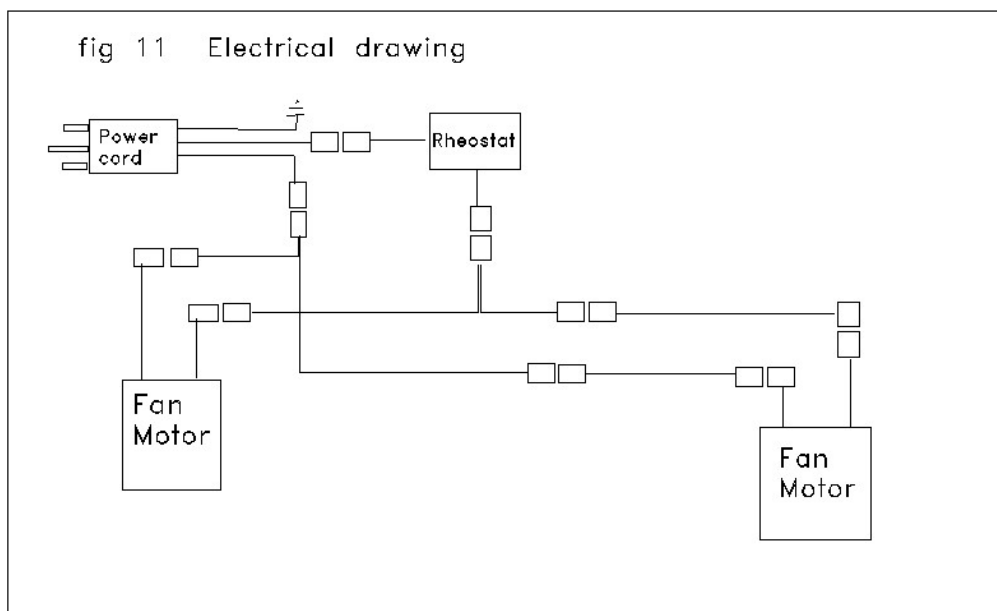 fig 11 Electrical drawing
Power
cord
Rheostat
Fan
Motor
Fan
Motor